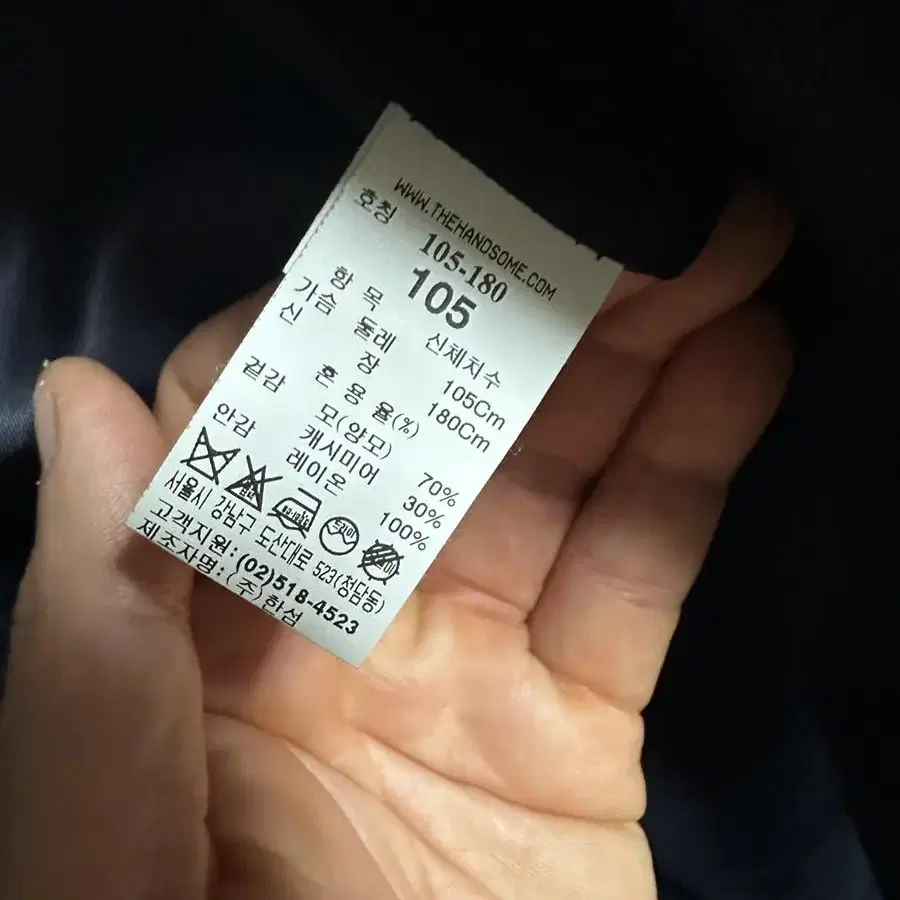 WWW.THEHANDSOME.COM
호칭 105-180
105
항 목 신체치수
가슴 둘레 105Cm
신 장 180Cm
혼 용 율(%)
겉감 모(양모) 70%
캐시미어 30%
안감 레이온 100%
드라이
서울시 강남구 도산대로 523(청담동)
고객지원:(02)518-4523
제조자명:(주)한섬